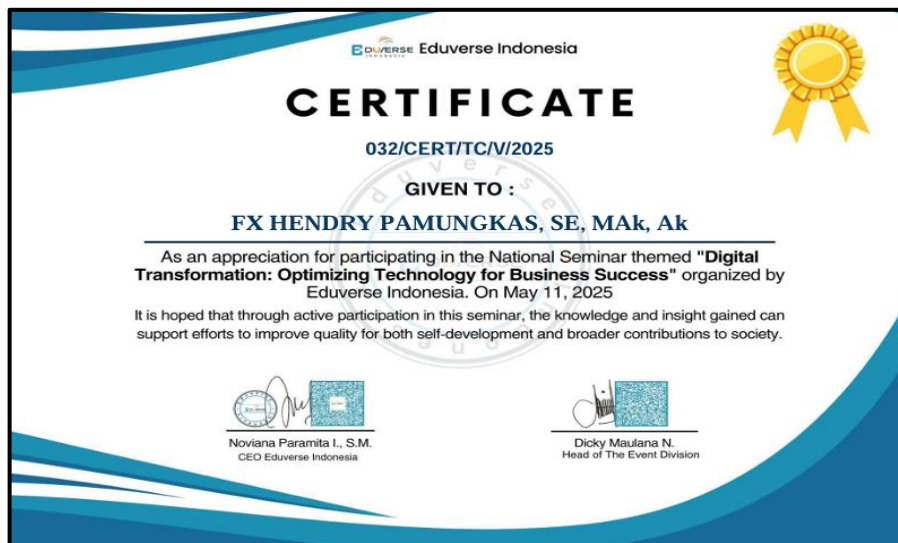 EDUVERSE INDONESIA Eduverse Indonesia
CERTIFICATE
032/CERT/TC/V/2025
GIVEN TO :
FX HENDRY PAMUNGKAS, SE, MAk, Ak
As an appreciation for participating in the National Seminar themed "Digital
Transformation: Optimizing Technology for Business Success" organized by
Eduverse Indonesia. On May 11, 2025
It is hoped that through active participation in this seminar, the knowledge and insight gained can
support efforts to improve quality for both self-development and broader contributions to society.
Noviana Paramita I., S.M.
CEO Eduverse Indonesia
Dicky Maulana N.
Head of The Event Division